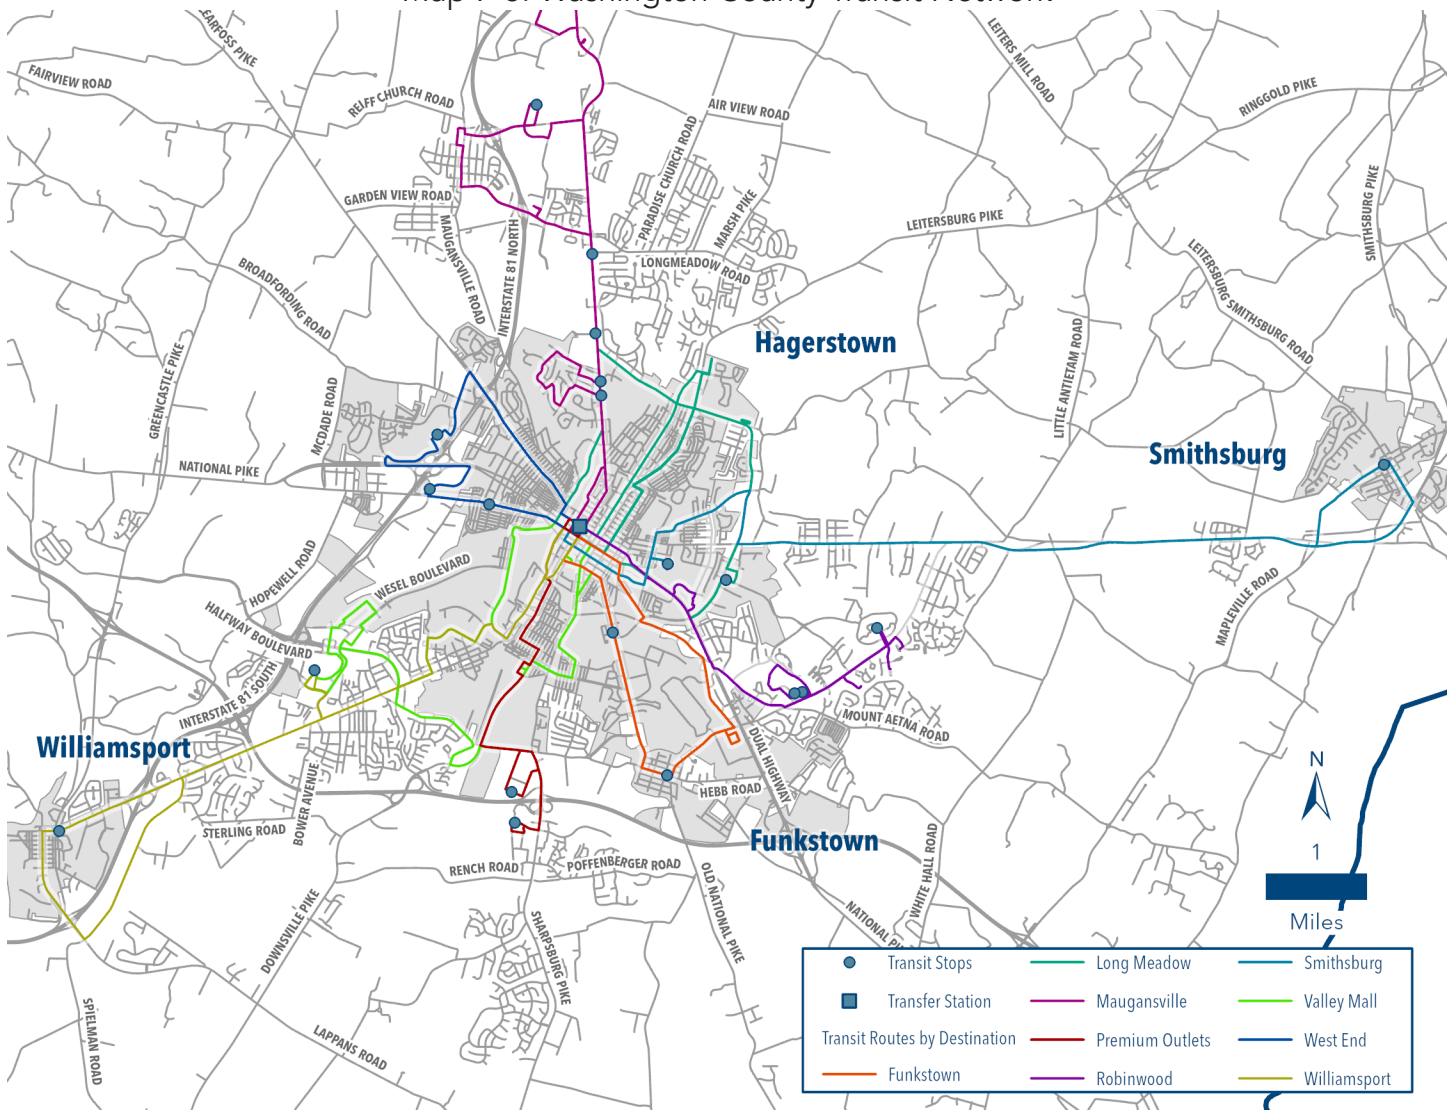 Washington County Transit Network
FAIRVIEW ROAD
REIFF CHURCH ROAD
LEITERS MILL ROAD
RINGGOLD PIKE
AIR VIEW ROAD
PARADISE CHURCH ROAD
MARSH PIKE
GARDEN VIEW ROAD
MAUGANSVILLE ROAD
INTERSTATE 81 NORTH
LEITERSBURG PIKE
SMITHSBURG PIKE
LONGMEADOW ROAD
BROADFORDING ROAD
LEITERSBURG SMITHSBURG ROAD
Hagerstown
GREENCASTLE PIKE
MCDADE ROAD
LITTLE ANTIETAM ROAD
Smithsburg
NATIONAL PIKE
HOPEWELL ROAD
WESEL BOULEVARD
HALFWAY BOULEVARD
MAPLEVILLE ROAD
INTERSTATE 81 SOUTH
MOUNT AETNA ROAD
Williamsport
DUAL HIGHWAY
N
HEBB ROAD
BOWER AVENUE
STERLING ROAD
Funkstown
1
Miles
RENCH ROAD
POFFENBERGER ROAD
WHITE HALL ROAD
OLD NATIONAL PIKE
NATIONAL
DOWNSVILLE PIKE
SHARPSBURG PIKE
SPIELMAN ROAD
LAPPANS ROAD
Transit Stops
Transfer Station
Transit Routes by Destination
Funkstown
Long Meadow
Maugansville
Premium Outlets
Robinwood
Smithsburg
Valley Mall
West End
Williamsport